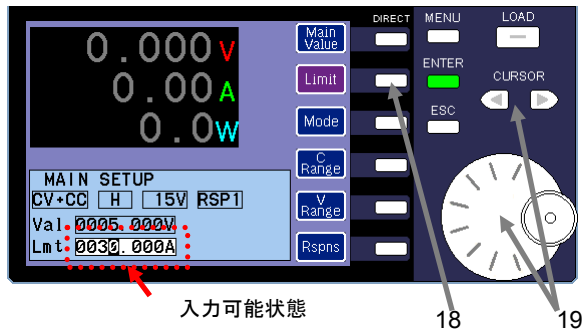 DIRECT
MENU
LOAD
0.000V
0.00A
0.0W
Main
Value
Limit
Mode
C
Range
V
Range
Rspns
ENTER
CURSOR
ESC
MAIN SETUP
CV+CC H 15V RSP1
Val 0005.000V
Lmt 0030.000A
入力可能状態
18
19